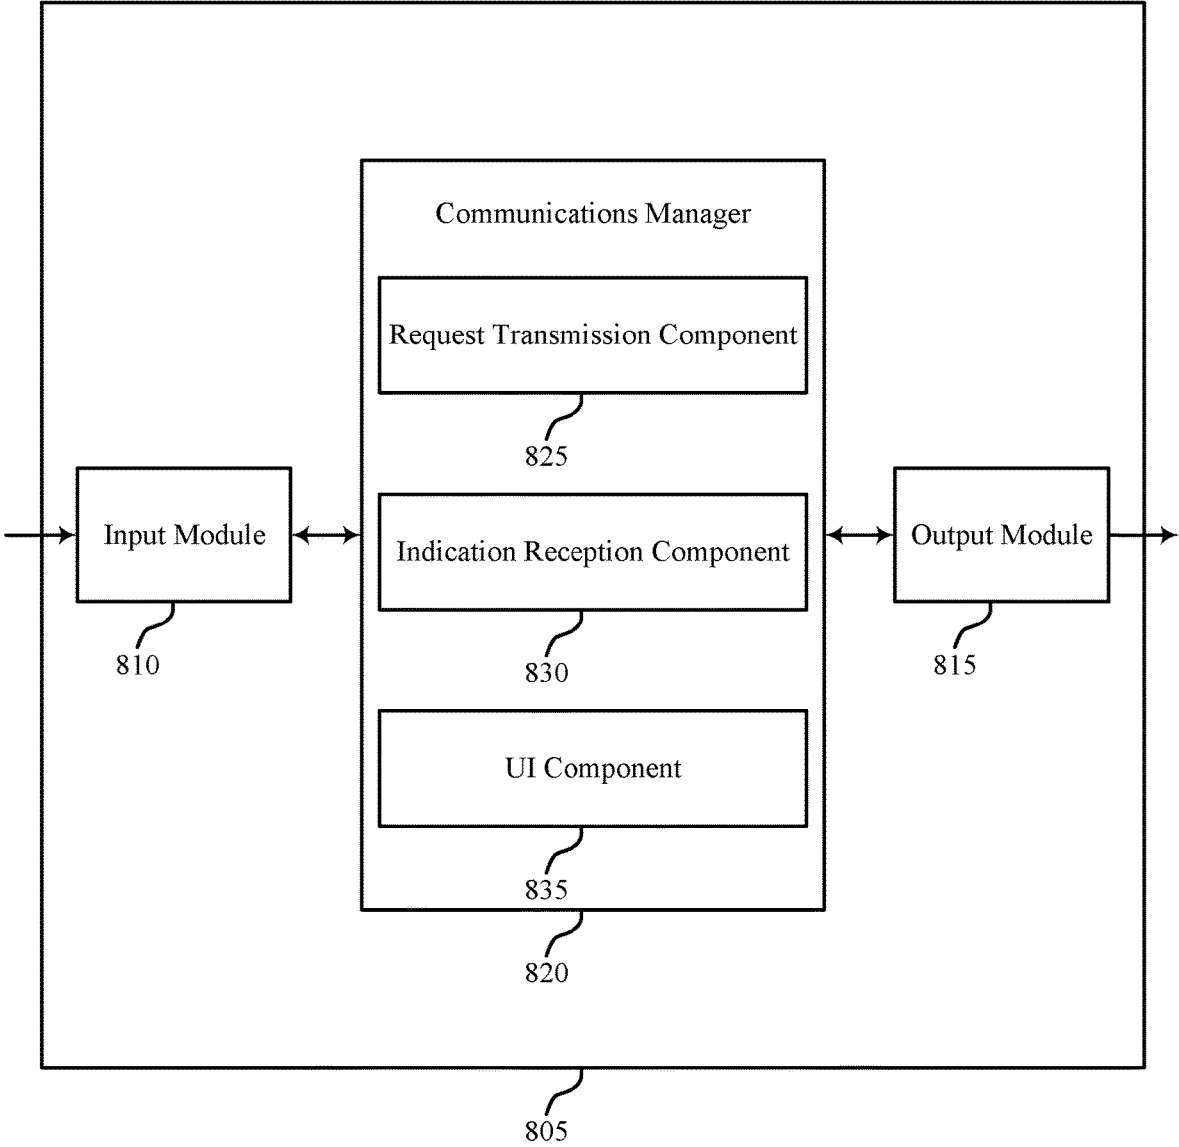 Communications Manager
Request Transmission Component
825
Input Module
810
Indication Reception Component
830
Output Module
815
UI Component
835
820
805